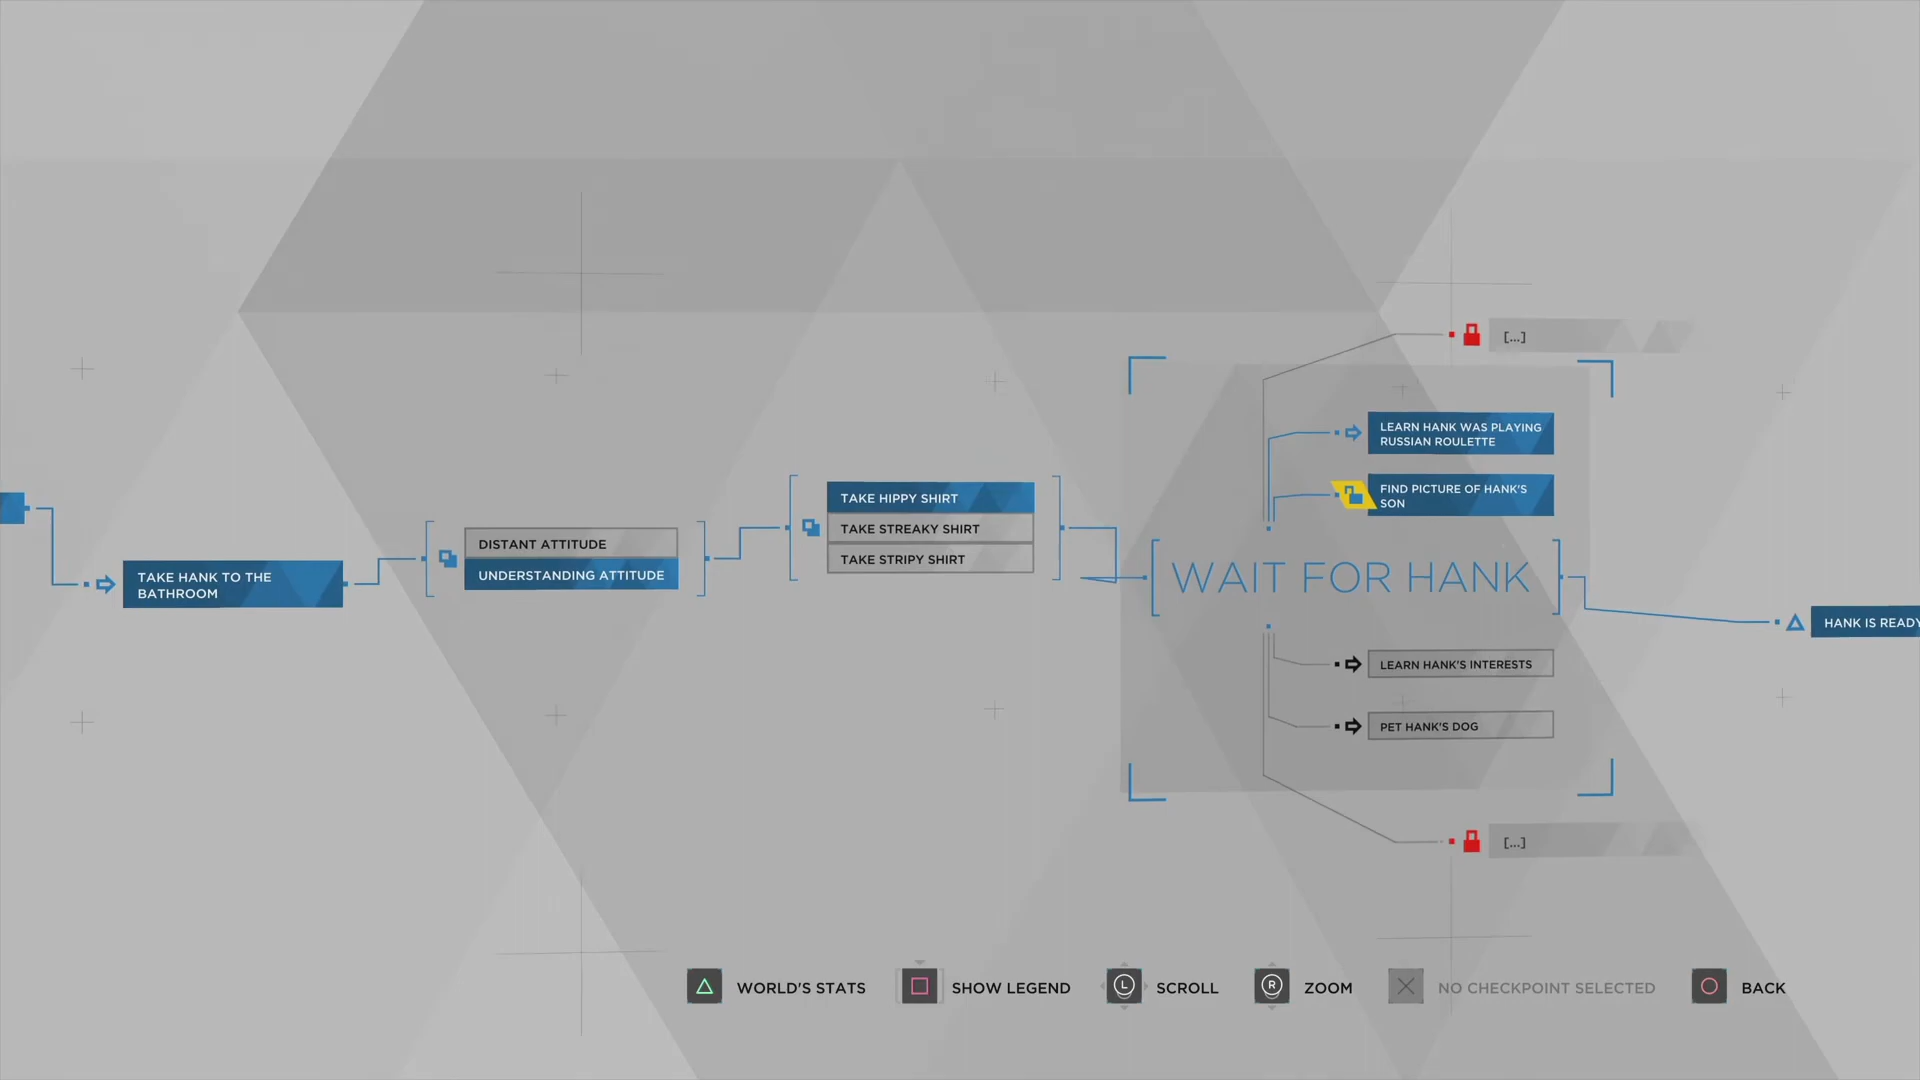 [...]
LEARN HANK WAS PLAYING
RUSSIAN ROULETTE
FIND PICTURE OF HANK'S
SON
TAKE HIPPY SHIRT
TAKE STREAKY SHIRT
TAKE STRIPY SHIRT
DISTANT ATTITUDE
UNDERSTANDING ATTITUDE
TAKE HANK TO THE
BATHROOM
WAIT FOR HANK
HANK IS READY
LEARN HANK'S INTERESTS
PET HANK'S DOG
[...]
WORLD'S STATS
SHOW LEGEND
L
SCROLL
R
ZOOM
NO CHECKPOINT SELECTED
BACK